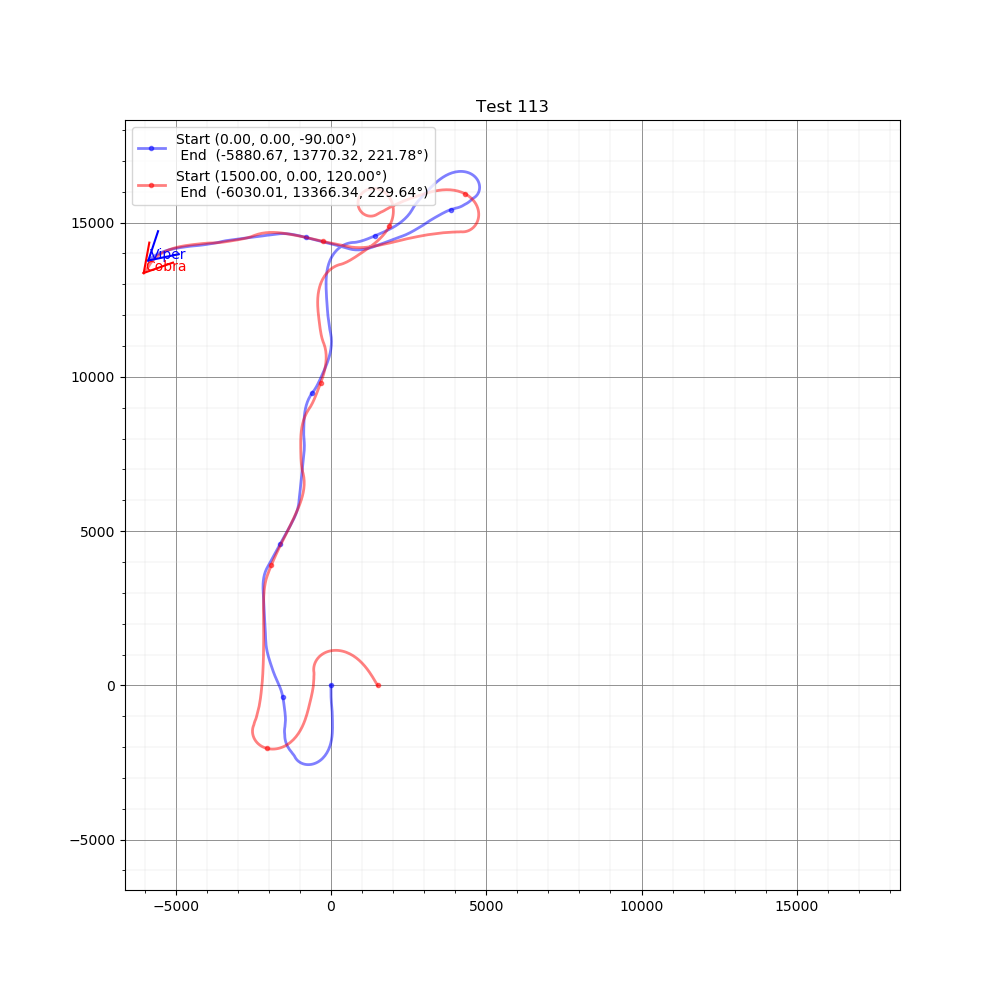 Test 113
Start (0.00, 0.00, -90.00°)
End (-5880.67, 13770.32, 221.78°)
Start (1500.00, 0.00, 120.00°)
End (-6030.01, 13366.34, 229.64°)
15000
10000
5000
0
−5000
Viper
Cobra
−5000 0 5000 10000 15000